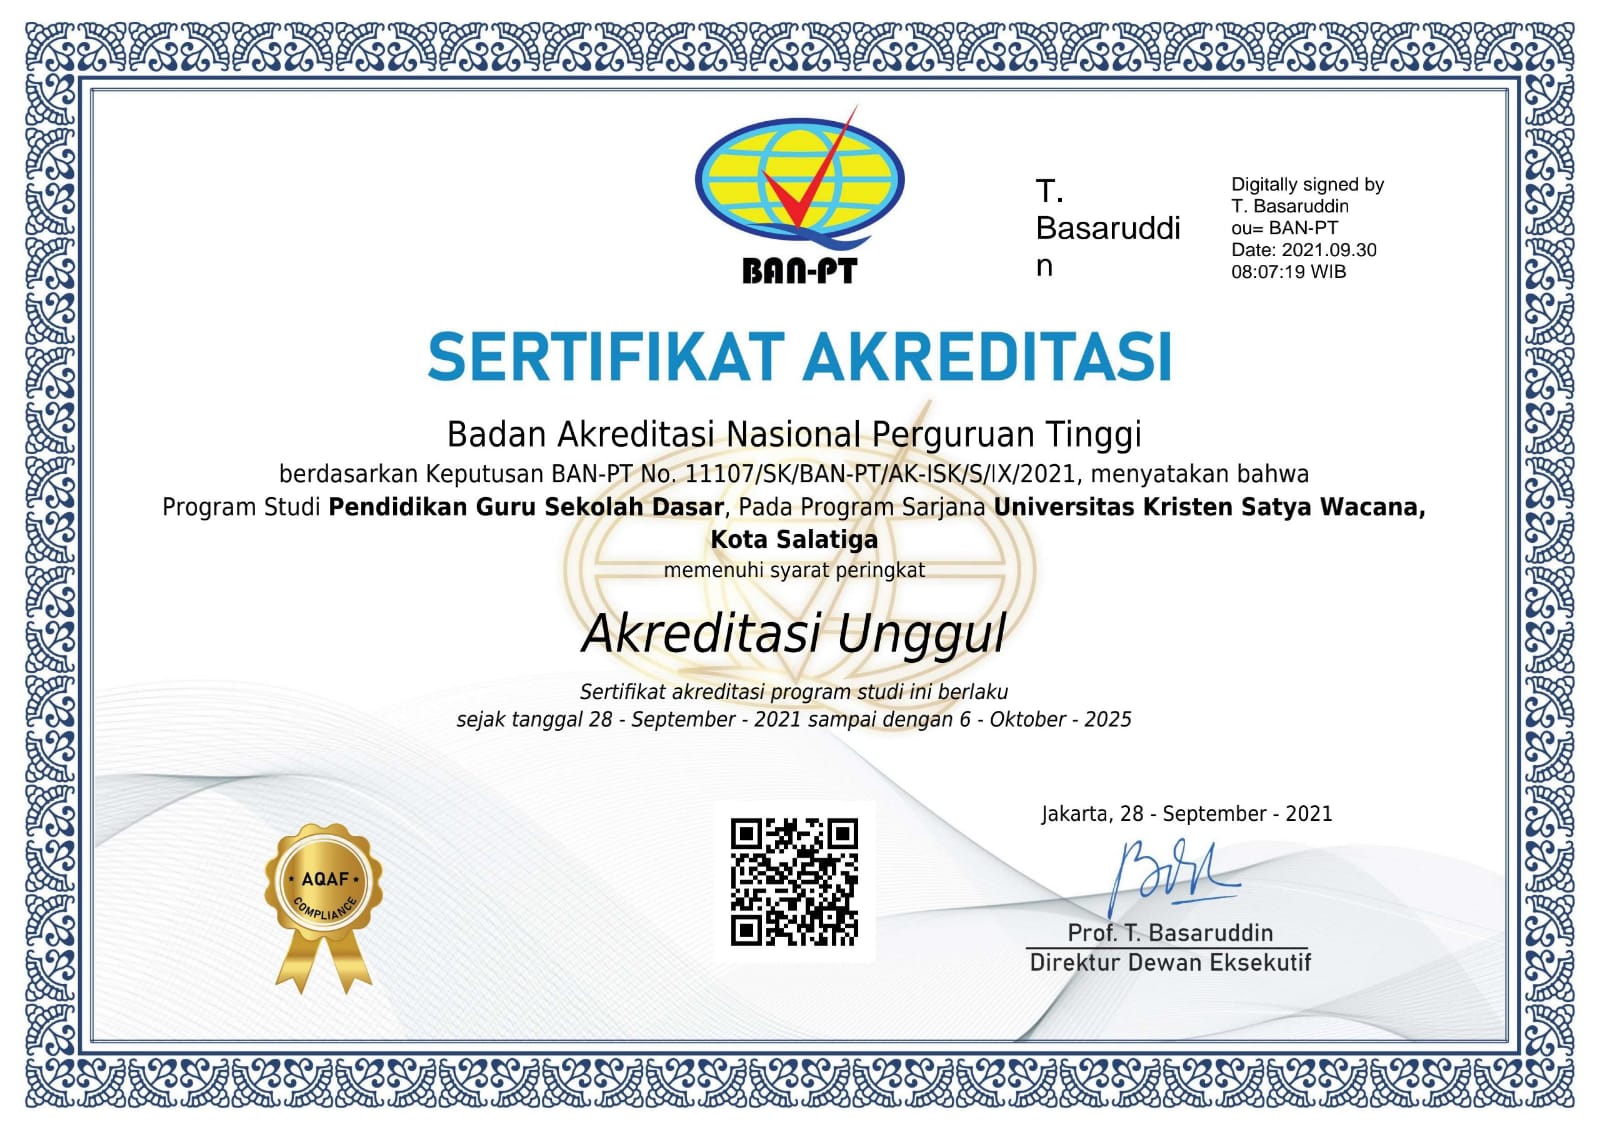 BAN-PT
T.
Basaruddi
n
Digitally signed by
T. Basaruddin
ou= BAN-PT
Date: 2021.09.30
08:07:19 WIB
SERTIFIKAT AKREDITASI
Badan Akreditasi Nasional Perguruan Tinggi
berdasarkan Keputusan BAN-PT No. 11107/SK/BAN-PT/AK-ISK/S/IX/2021, menyatakan bahwa
Program Studi Pendidikan Guru Sekolah Dasar, Pada Program Sarjana Universitas Kristen Satya Wacana,
Kota Salatiga
memenuhi syarat peringkat
Akreditasi Unggul
Sertifikat akreditasi program studi ini berlaku
sejak tanggal 28 - September - 2021 sampai dengan 6 - Oktober - 2025
AQAF
COMPLIANCE
Jakarta, 28 - September - 2021
Prof. T. Basaruddin
Direktur Dewan Eksekutif